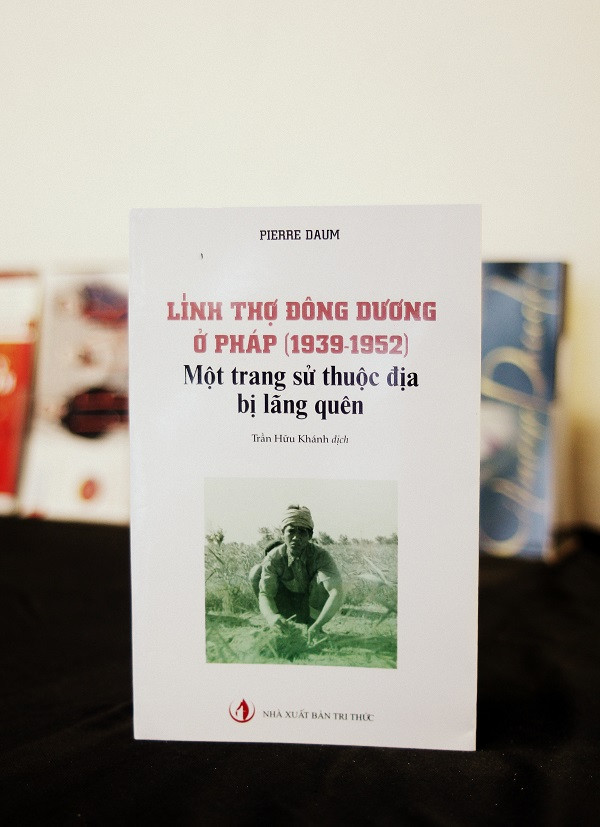 PIERRE DAUM
LÍNH THỢ ĐÔNG DƯƠNG
Ở PHÁP (1939-1952)
Một trang sử thuộc địa
bị lãng quên
Trần Hữu Khánh dịch
NHÀ XUẤT BẢN TRI THỨC